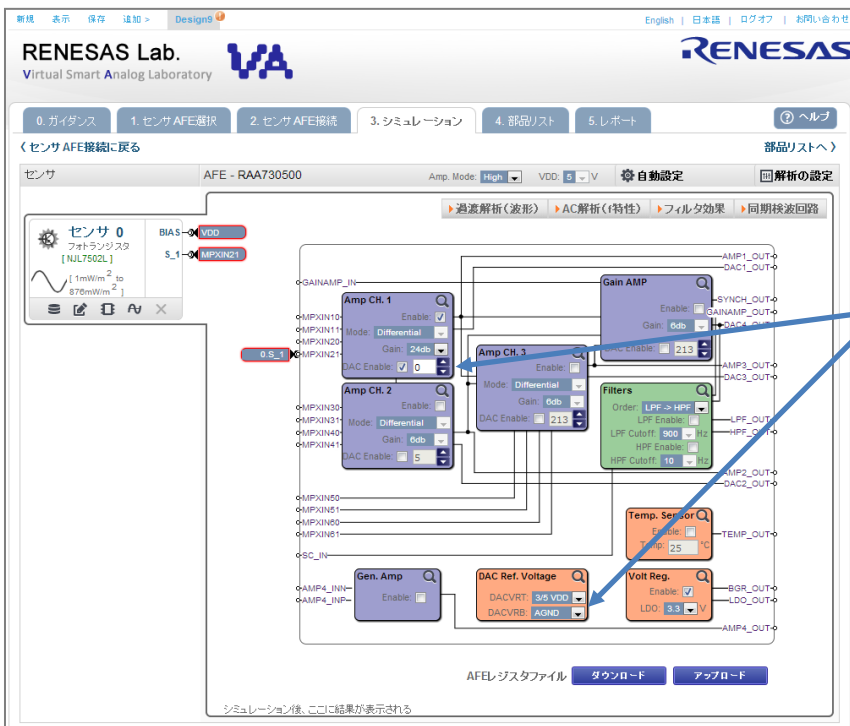 新規 表示 保存 追加 > Design9
English | 日本語 | ログオフ | お問い合わせ
RENESAS Lab.
Virtual Smart Analog Laboratory
VA
RENESAS
0. ガイダンス 1. センサ AFE選択 2. センサ AFE接続 3. シミュレーション 4. 部品リスト 5. レポート ? ヘルプ
《 センサ AFE接続に戻る 部品リストへ 》
センサ AFE - RAA730500 Amp. Mode: High VDD: 5 V 自動設定 解析の設定
過渡解析(波形) AC解析(f特性) フィルタ効果 同期検波回路
センサ 0
フォトランジスタ
[ NJL7502L ]
[ 1mW/m2 to
876mW/m2 ]
BIAS VDD
S_1 MPXIN21
GAINAMP_IN
MPXIN10
MPXIN11
MPXIN20
0.S_1 MPXIN21
Amp CH. 1
Enable:
Mode: Differential
Gain: 24db
DAC Enable: 0
MPXIN30
MPXIN31
MPXIN40
MPXIN41
Amp CH. 2
Enable:
Mode: Differential
Gain: 6db
DAC Enable: 5
Amp CH. 3
Enable:
Mode: Differential
Gain: 6db
DAC Enable: 213
Gain AMP
Enable:
Gain: 6db
DAC Enable: 213
Filters
Order: LPF -> HPF
LPF Enable:
LPF Cutoff: 900 Hz
HPF Enable:
HPF Cutoff: 10 Hz
AMP1_OUT
DAC1_OUT
SYNCH_OUT
GAINAMP_OUT
DAC4_OUT
AMP3_OUT
DAC3_OUT
LPF_OUT
HPF_OUT
AMP2_OUT
DAC2_OUT
MPXIN50
MPXIN51
MPXIN60
MPXIN61
SC_IN
Temp. Sensor
Enable:
Temp: 25 °C
TEMP_OUT
AMP4_INN
AMP4_INP
Gen. Amp
Enable:
DAC Ref. Voltage
DACVRT: 3/5 VDD
DACVRB: AGND
Volt Reg.
Enable:
LDO: 3.3 V
BGR_OUT
LDO_OUT
AMP4_OUT
AFEレジスタファイル ダウンロード アップロード
シミュレーション後、ここに結果が表示される